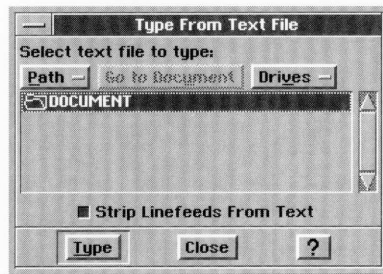 Type From Text File
Select text file to type:
Path Go to Document Drives
DOCUMENT
Strip Linefeeds From Text
Type Close ?